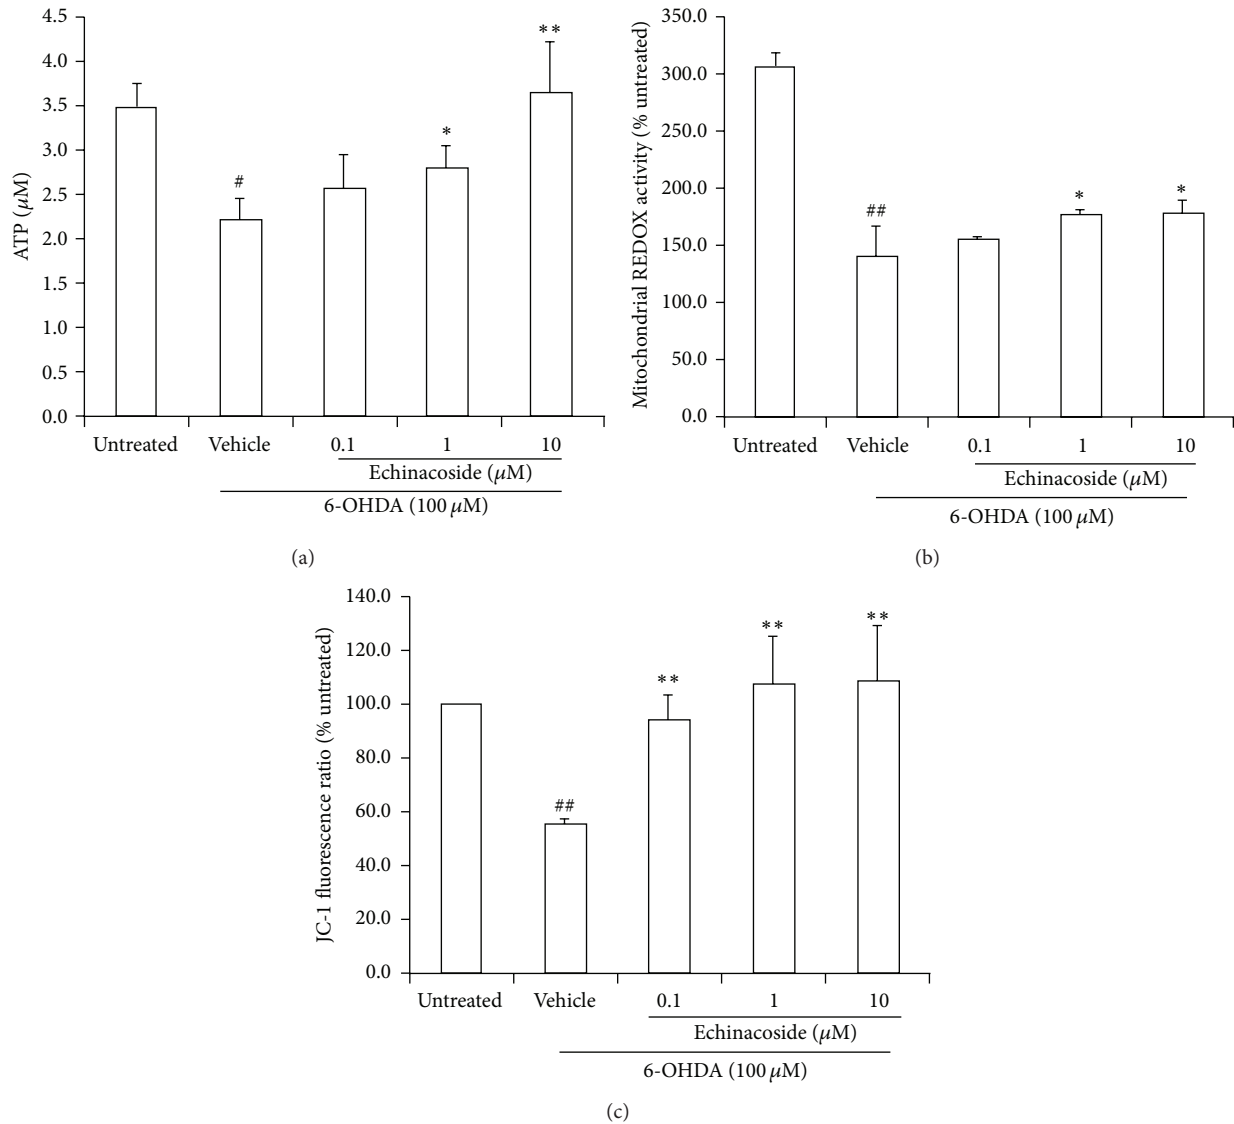 ATP (μM)
4.5
4.0
3.5
3.0
2.5
2.0
1.5
1.0
0.5
0.0
#
*
**
Untreated Vehicle 0.1 1 10
Echinacoside (μM)
6-OHDA (100 μM)
(a)
Mitochondrial REDOX activity (% untreated)
350.0
300.0
250.0
200.0
150.0
100.0
50.0
0.0
##
*
*
Untreated Vehicle 0.1 1 10
Echinacoside (μM)
6-OHDA (100 μM)
(b)
JC-1 fluorescence ratio (% untreated)
140.0
120.0
100.0
80.0
60.0
40.0
20.0
0.0
##
**
**
**
Untreated Vehicle 0.1 1 10
Echinacoside (μM)
6-OHDA (100 μM)
(c)